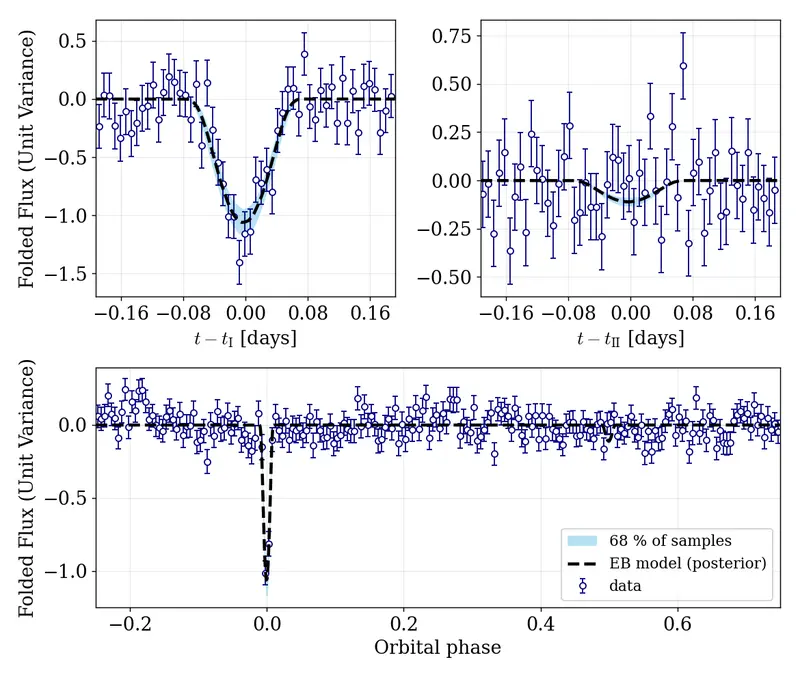 Folded Flux (Unit Variance)
0.5
0.0
−0.5
−1.0
−1.5
−0.16 −0.08 0.00 0.08 0.16
t − t_I [days]
0.75
0.50
0.25
0.00
−0.25
−0.50
−0.16 −0.08 0.00 0.08 0.16
t − t_II [days]
Folded Flux (Unit Variance)
0.0
−0.5
−1.0
68 % of samples
EB model (posterior)
data
−0.2 0.0 0.2 0.4 0.6
Orbital phase